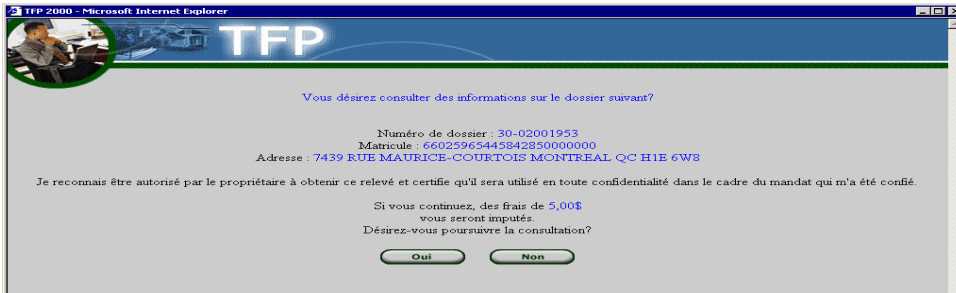 TFP 2000 - Microsoft Internet Explorer
TFP
Vous désirez consulter des informations sur le dossier suivant?
Numéro de dossier : 30-02001953
Matricule : 66025965445842850000000
Adresse : 7439 RUE MAURICE-COURTOIS MONTREAL QC H1E 6W8
Je reconnais être autorisé par le propriétaire à obtenir ce relevé et certifie qu'il sera utilisé en toute confidentialité dans le cadre du mandat qui m'a été confié.
Si vous continuez, des frais de 5,00$
vous seront imputés.
Désirez-vous poursuivre la consultation?
Oui Non